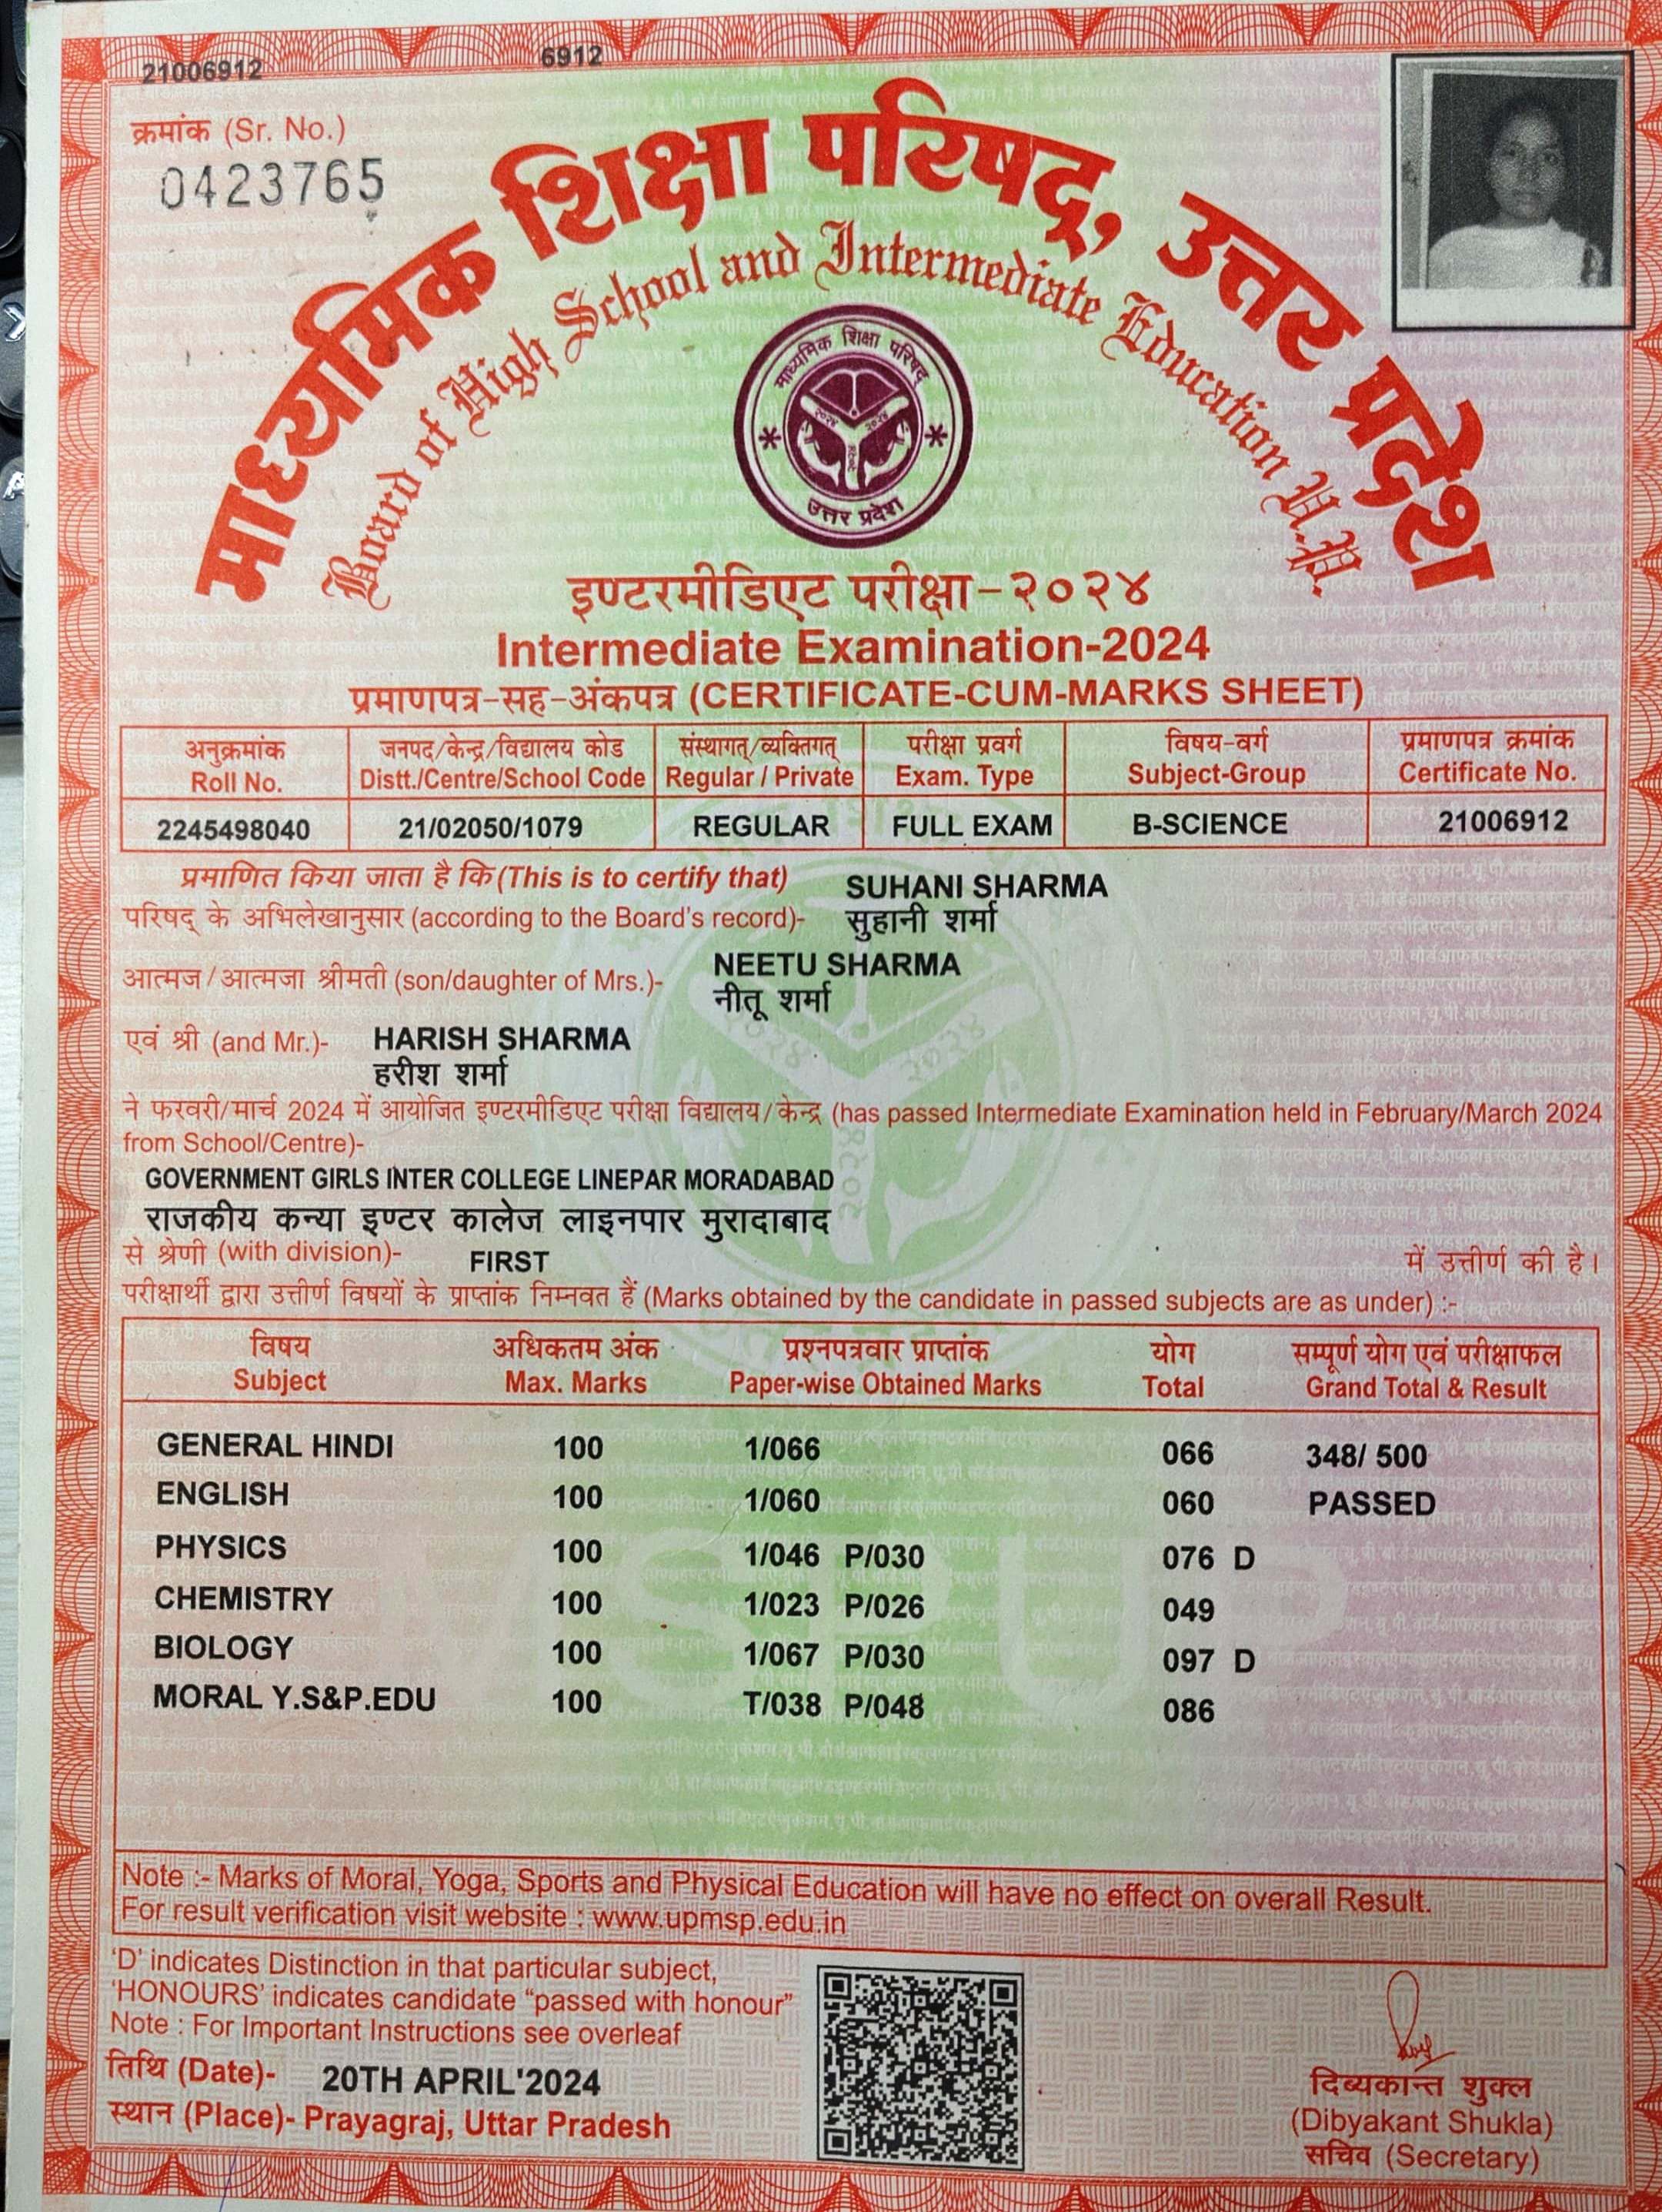 21006912 6912
क्रमांक (Sr. No.)
0423765
माध्यमिक शिक्षा परिषद्, उत्तर प्रदेश
Board of High School and Intermediate Education U.P.
माध्यमिक शिक्षा परिषद्
उत्तर प्रदेश
इण्टरमीडिएट परीक्षा-२०२४
Intermediate Examination-2024
प्रमाणपत्र-सह-अंकपत्र (CERTIFICATE-CUM-MARKS SHEET)
अनुक्रमांक जनपद/केन्द्र/विद्यालय कोड संस्थागत्/व्यक्तिगत् परीक्षा प्रवर्ग विषय-वर्ग प्रमाणपत्र क्रमांक
Roll No. Distt./Centre/School Code Regular / Private Exam. Type Subject-Group Certificate No.
2245498040 21/02050/1079 REGULAR FULL EXAM B-SCIENCE 21006912
प्रमाणित किया जाता है कि (This is to certify that) SUHANI SHARMA
परिषद् के अभिलेखानुसार (according to the Board's record)- सुहानी शर्मा
NEETU SHARMA
आत्मज/आत्मजा श्रीमती (son/daughter of Mrs.)- नीतू शर्मा
एवं श्री (and Mr.)- HARISH SHARMA
हरीश शर्मा
ने फरवरी/मार्च 2024 में आयोजित इण्टरमीडिएट परीक्षा विद्यालय/केन्द्र (has passed Intermediate Examination held in February/March 2024
from School/Centre)-
GOVERNMENT GIRLS INTER COLLEGE LINEPAR MORADABAD
राजकीय कन्या इण्टर कालेज लाइनपार मुरादाबाद
से श्रेणी (with division)- FIRST में उत्तीर्ण की है।
परीक्षार्थी द्वारा उत्तीर्ण विषयों के प्राप्तांक निम्नवत हैं (Marks obtained by the candidate in passed subjects are as under) :-
विषय अधिकतम अंक प्रश्नपत्रवार प्राप्तांक योग सम्पूर्ण योग एवं परीक्षाफल
Subject Max. Marks Paper-wise Obtained Marks Total Grand Total & Result
GENERAL HINDI 100 1/066 066 348/ 500
ENGLISH 100 1/060 060 PASSED
PHYSICS 100 1/046 P/030 076 D
CHEMISTRY 100 1/023 P/026 049
BIOLOGY 100 1/067 P/030 097 D
MORAL Y.S&P.EDU 100 T/038 P/048 086
Note :- Marks of Moral, Yoga, Sports and Physical Education will have no effect on overall Result.
For result verification visit website : www.upmsp.edu.in
'D' indicates Distinction in that particular subject,
'HONOURS' indicates candidate "passed with honour"
Note : For Important Instructions see overleaf
तिथि (Date)- 20TH APRIL'2024
स्थान (Place)- Prayagraj, Uttar Pradesh
दिब्यकान्त शुक्ल
(Dibyakant Shukla)
सचिव (Secretary)